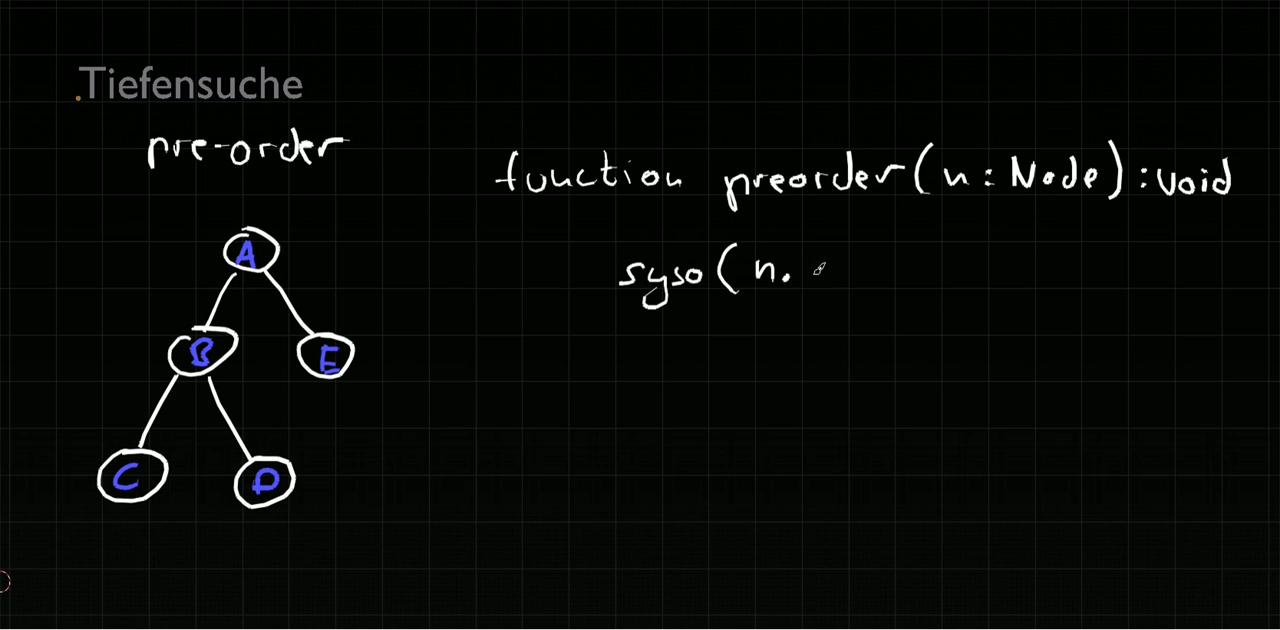 .Tiefensuche
pre-order
function preorder(n: Node): void
syso(n.
A
B
E
C
D